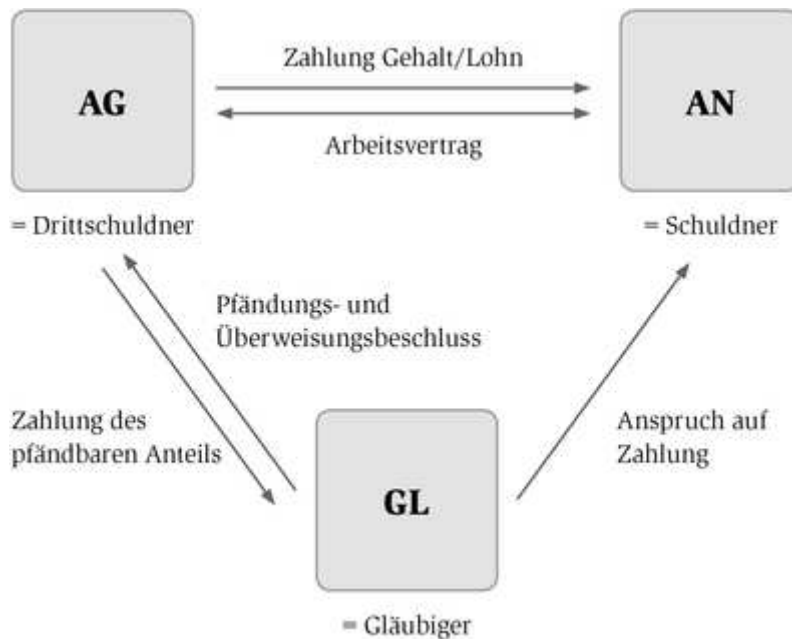 Zahlung Gehalt/Lohn
AG
AN
Arbeitsvertrag
= Drittschuldner
= Schuldner
Pfändungs- und
Überweisungsbeschluss
Zahlung des
pfändbaren Anteils
Anspruch auf
Zahlung
GL
= Gläubiger